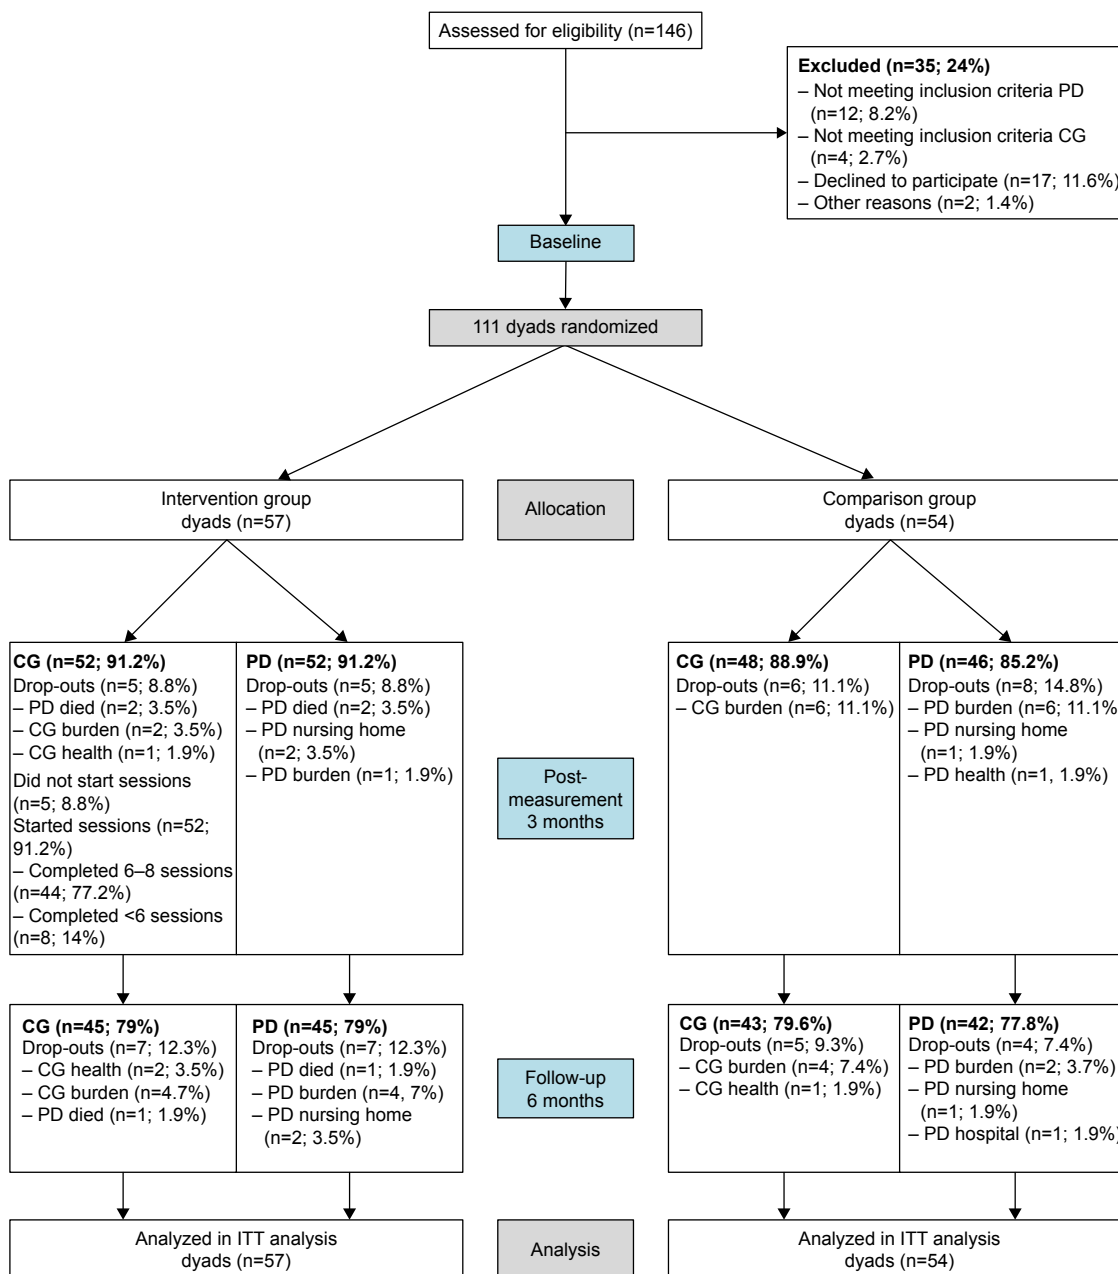 Assessed for eligibility (n=146)
Excluded (n=35; 24%)
– Not meeting inclusion criteria PD
(n=12; 8.2%)
– Not meeting inclusion criteria CG
(n=4; 2.7%)
– Declined to participate (n=17; 11.6%)
– Other reasons (n=2; 1.4%)
Baseline
111 dyads randomized
Intervention group
dyads (n=57)
Allocation
Comparison group
dyads (n=54)
CG (n=52; 91.2%)
Drop-outs (n=5; 8.8%)
– PD died (n=2; 3.5%)
– CG burden (n=2; 3.5%)
– CG health (n=1; 1.9%)
Did not start sessions
(n=5; 8.8%)
Started sessions (n=52;
91.2%)
– Completed 6–8 sessions
(n=44; 77.2%)
– Completed <6 sessions
(n=8; 14%)
PD (n=52; 91.2%)
Drop-outs (n=5; 8.8%)
– PD died (n=2; 3.5%)
– PD nursing home
(n=2; 3.5%)
– PD burden (n=1; 1.9%)
Post-
measurement
3 months
CG (n=48; 88.9%)
Drop-outs (n=6; 11.1%)
– CG burden (n=6; 11.1%)
PD (n=46; 85.2%)
Drop-outs (n=8; 14.8%)
– PD burden (n=6; 11.1%)
– PD nursing home
(n=1; 1.9%)
– PD health (n=1, 1.9%)
CG (n=45; 79%)
Drop-outs (n=7; 12.3%)
– CG health (n=2; 3.5%)
– CG burden (n=4.7%)
– PD died (n=1; 1.9%)
PD (n=45; 79%)
Drop-outs (n=7; 12.3%)
– PD died (n=1; 1.9%)
– PD burden (n=4, 7%)
– PD nursing home
(n=2; 3.5%)
Follow-up
6 months
CG (n=43; 79.6%)
Drop-outs (n=5; 9.3%)
– CG burden (n=4; 7.4%)
– CG health (n=1; 1.9%)
PD (n=42; 77.8%)
Drop-outs (n=4; 7.4%)
– PD burden (n=2; 3.7%)
– PD nursing home
(n=1; 1.9%)
– PD hospital (n=1; 1.9%)
Analyzed in ITT analysis
dyads (n=57)
Analysis
Analyzed in ITT analysis
dyads (n=54)